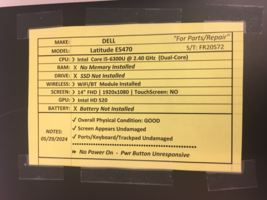 MAKE: DELL "For Parts/Repair"
MODEL: Latitude E5470 S/T: FR20S72
CPU: ❯ Intel Core i5-6300U @ 2.40 GHz (Dual-Core)
RAM: X No Memory Installed
DRIVE: X SSD Not Installed
WIRELESS: ✓ WiFi/BT Module Installed
SCREEN: ❯ 14" FHD | 1920x1080 | TouchScreen: NO
GPU: ❯ Intel HD 520
BATTERY: X Battery Not Installed
NOTES:
05/29/2024
✓ Overall Physical Condition: GOOD
✓ Screen Appears Undamaged
✓ Ports/Keyboard/Trackpad Undamaged
» No Power On - Pwr Button Unresponsive